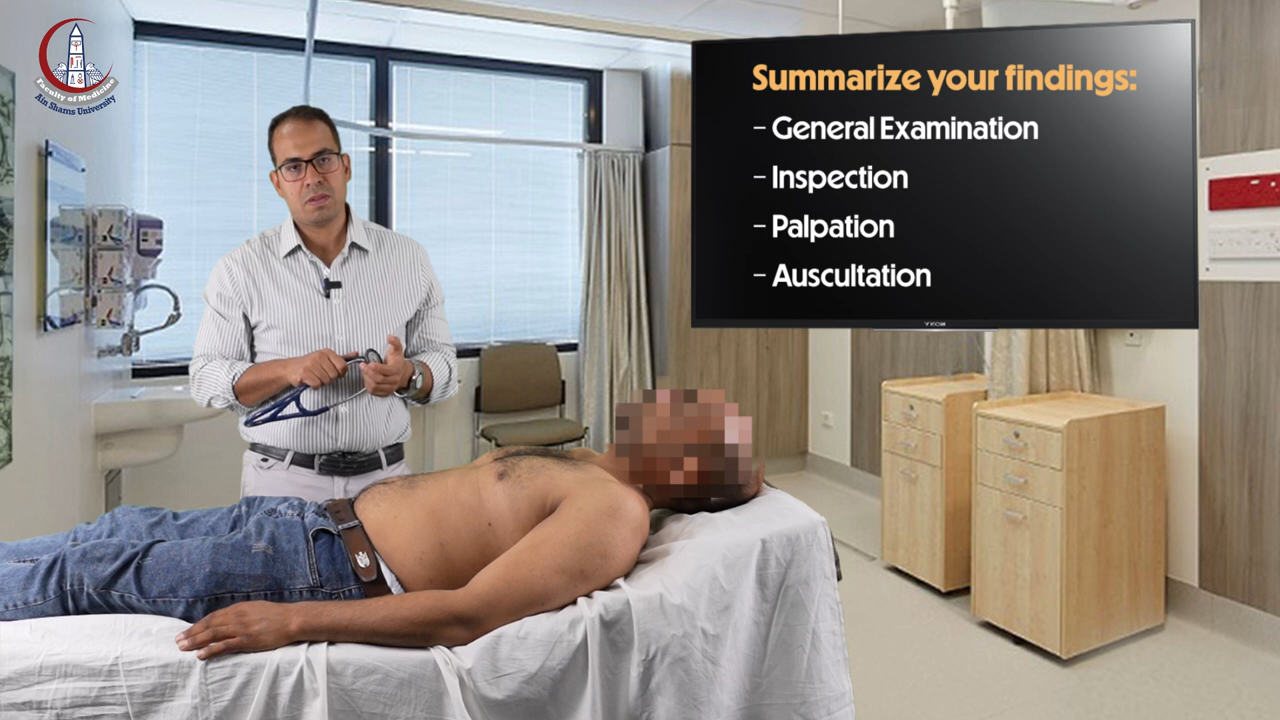 Faculty of Medicine
Ain Shams University
Summarize your findings:
– General Examination
– Inspection
– Palpation
– Auscultation